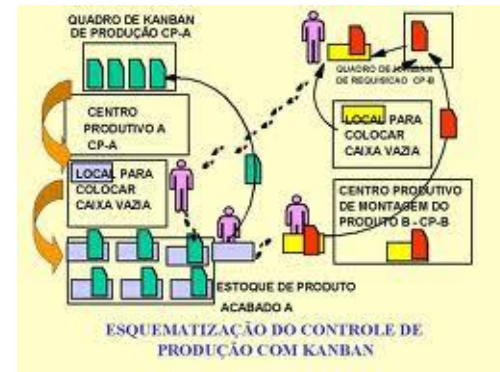 QUADRO DE KANBAN
DE PRODUÇÃO CP-A
CENTRO
PRODUTIVO A
CP-A
LOCAL PARA
COLOCAR
CAIXA VAZIA
ESTOQUE DE PRODUTO
ACABADO A
QUADRO DE KANBAN
DE REQUISICAO CP-B
LOCAL PARA
COLOCAR
CAIXA VAZIA
CENTRO PRODUTIVO
DE MONTAGEM DO
PRODUTO B - CP-B
ESQUEMATIZAÇÃO DO CONTROLE DE
PRODUÇÃO COM KANBAN